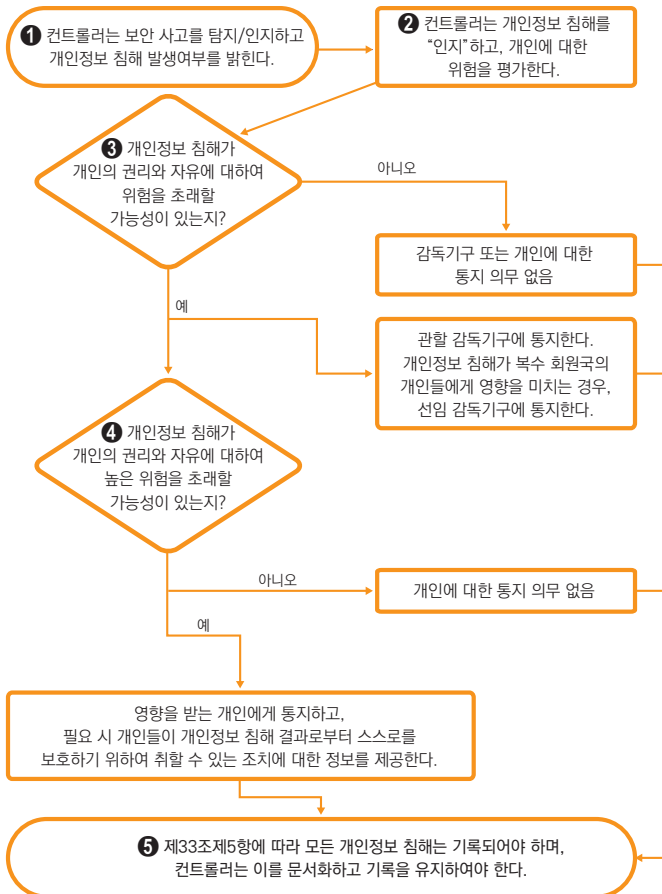 ❶ 컨트롤러는 보안 사고를 탐지/인지하고
개인정보 침해 발생여부를 밝힌다.
❷ 컨트롤러는 개인정보 침해를
“인지”하고, 개인에 대한
위험을 평가한다.
❸ 개인정보 침해가
개인의 권리와 자유에 대하여
위험을 초래할
가능성이 있는지?
아니오
감독기구 또는 개인에 대한
통지 의무 없음
예
관할 감독기구에 통지한다.
개인정보 침해가 복수 회원국의
개인들에게 영향을 미치는 경우,
선임 감독기구에 통지한다.
❹ 개인정보 침해가
개인의 권리와 자유에 대하여
높은 위험을 초래할
가능성이 있는지?
아니오
개인에 대한 통지 의무 없음
예
영향을 받는 개인에게 통지하고,
필요 시 개인들이 개인정보 침해 결과로부터 스스로를
보호하기 위하여 취할 수 있는 조치에 대한 정보를 제공한다.
❺ 제33조제5항에 따라 모든 개인정보 침해는 기록되어야 하며,
컨트롤러는 이를 문서화하고 기록을 유지하여야 한다.